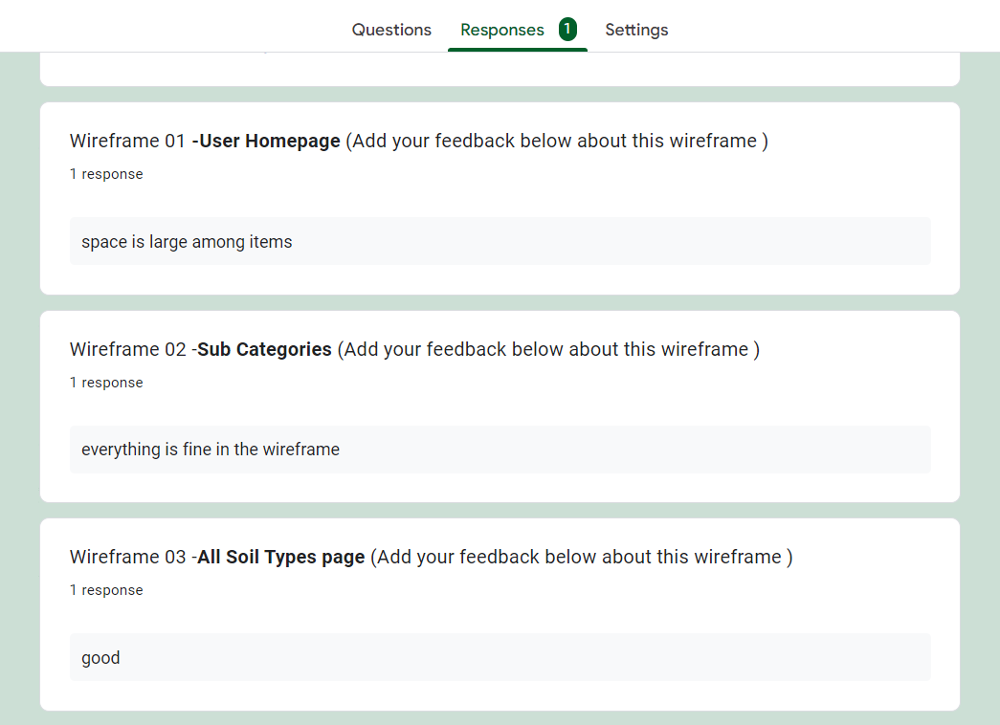 Questions
Responses 1
Settings
Wireframe 01 -User Homepage (Add your feedback below about this wireframe )
1 response
space is large among items
Wireframe 02 -Sub Categories (Add your feedback below about this wireframe )
1 response
everything is fine in the wireframe
Wireframe 03 -All Soil Types page (Add your feedback below about this wireframe )
1 response
good